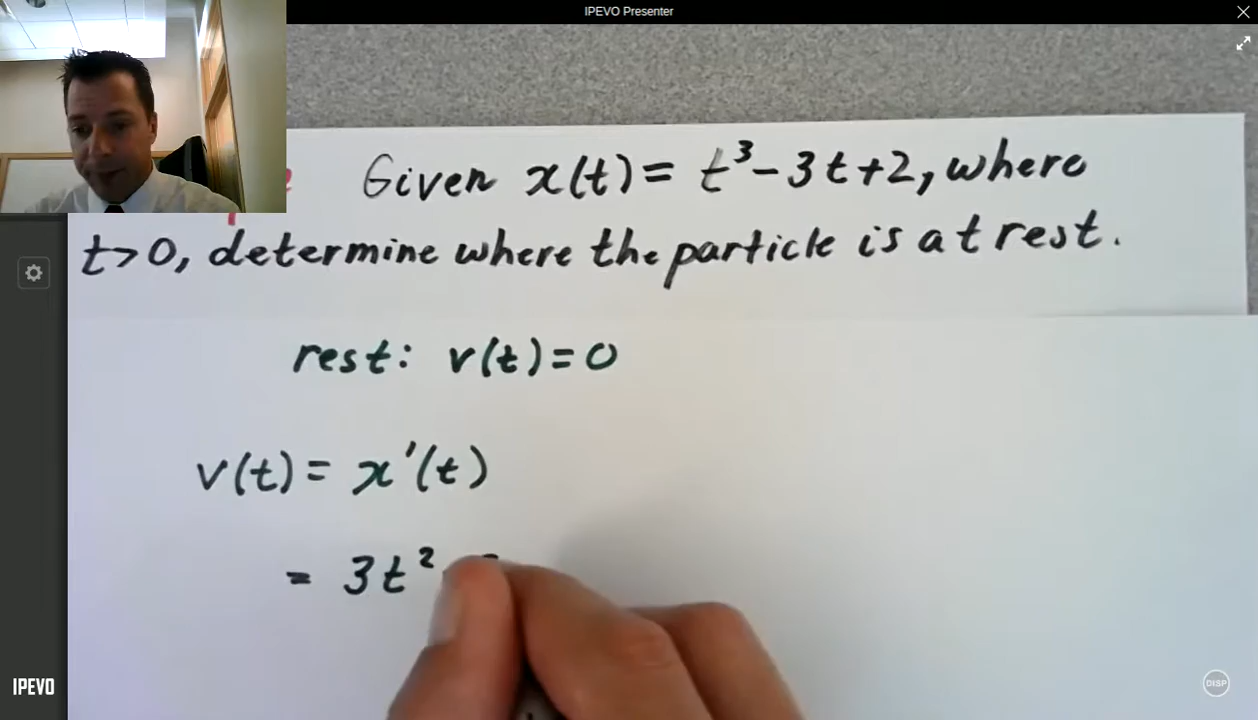 IPEVO Presenter
Given x(t) = t³ - 3t + 2, where
t > 0, determine where the particle is at rest.
rest: v(t) = 0
v(t) = x'(t)
= 3t²
IPEVO
DISP